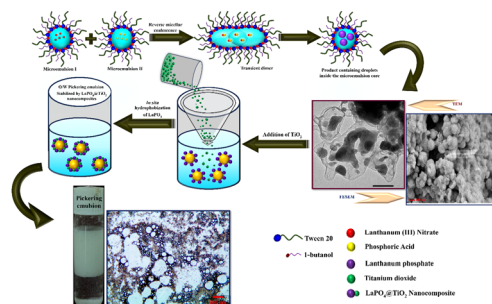 Reverse micellar
coalescence
Microemulsion I
Microemulsion II
Transient dimer
Product containing droplets
inside the microemulsion core
O/W Pickering emulsion
Stabilized by LaPO4@TiO2
nanocomposites
In situ
hydrophobization
of LaPO4
Addition of TiO2
TEM
FESEM
Pickering
emulsion
Tween 20
1-butanol
Lanthanum (III) Nitrate
Phosphoric Acid
Lanthanum phosphate
Titanium dioxide
LaPO4@TiO2 Nanocomposite